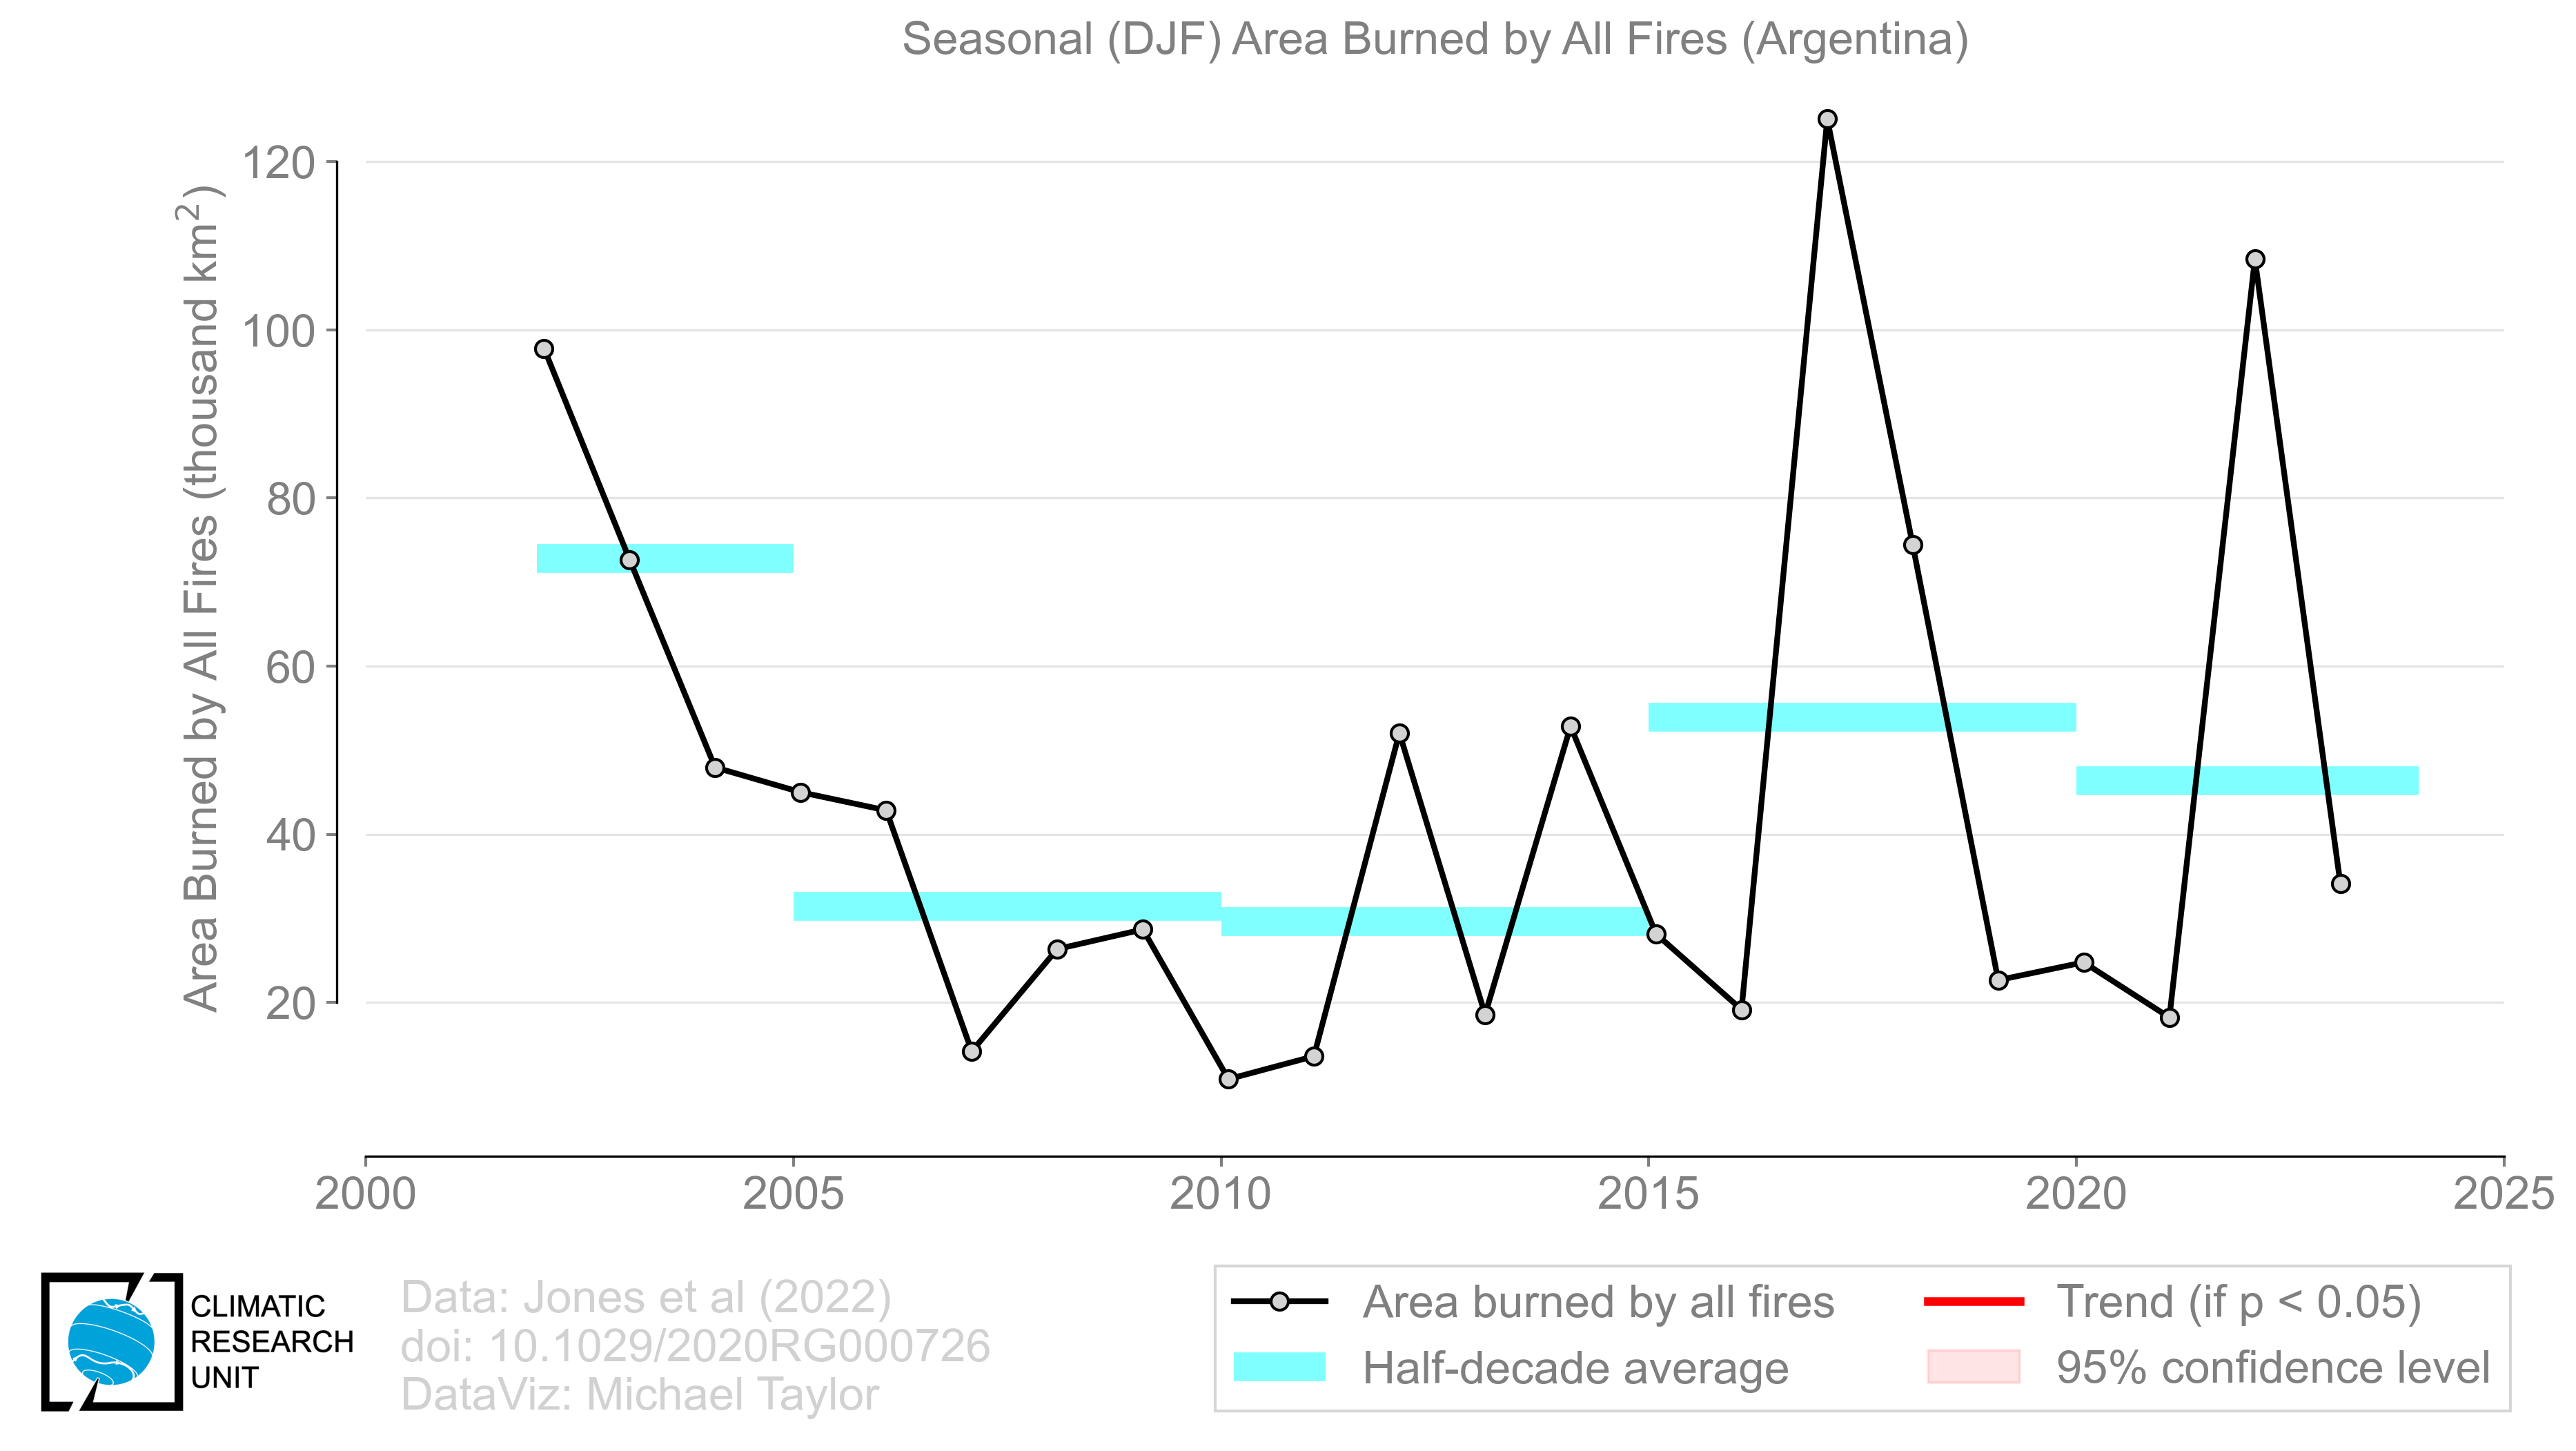 Seasonal (DJF) Area Burned by All Fires (Argentina)
Area Burned by All Fires (thousand km²)
120
100
80
60
40
20
2000 2005 2010 2015 2020 2025
CLIMATIC
RESEARCH
UNIT
Data: Jones et al (2022)
doi: 10.1029/2020RG000726
DataViz: Michael Taylor
Area burned by all fires
Half-decade average
Trend (if p < 0.05)
95% confidence level